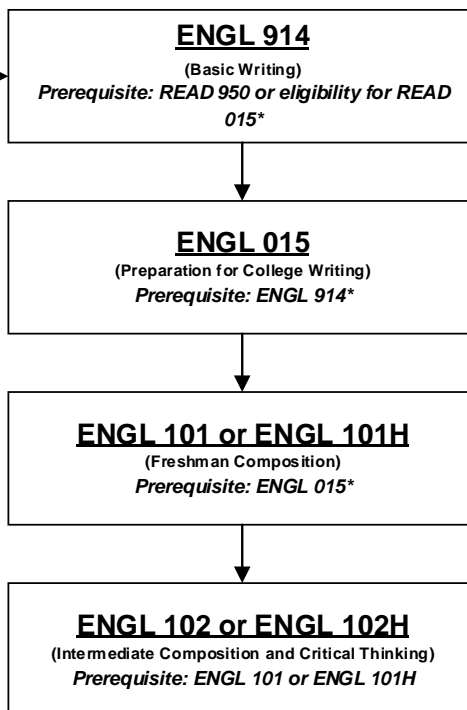 ENGL 914
(Basic Writing)
Prerequisite: READ 950 or eligibility for READ
015*
ENGL 015
(Preparation for College Writing)
Prerequisite: ENGL 914*
ENGL 101 or ENGL 101H
(Freshman Composition)
Prerequisite: ENGL 015*
ENGL 102 or ENGL 102H
(Intermediate Composition and Critical Thinking)
Prerequisite: ENGL 101 or ENGL 101H